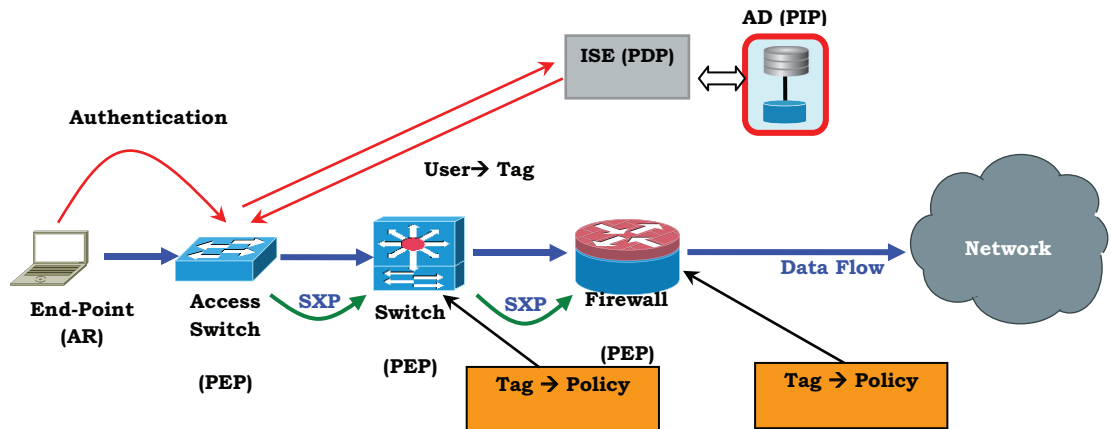 AD (PIP)
ISE (PDP)
Authentication
User→ Tag
Network
Data Flow
SXP
SXP
End-Point
(AR)
Access
Switch
(PEP)
Switch
(PEP)
Firewall
(PEP)
Tag → Policy
Tag → Policy